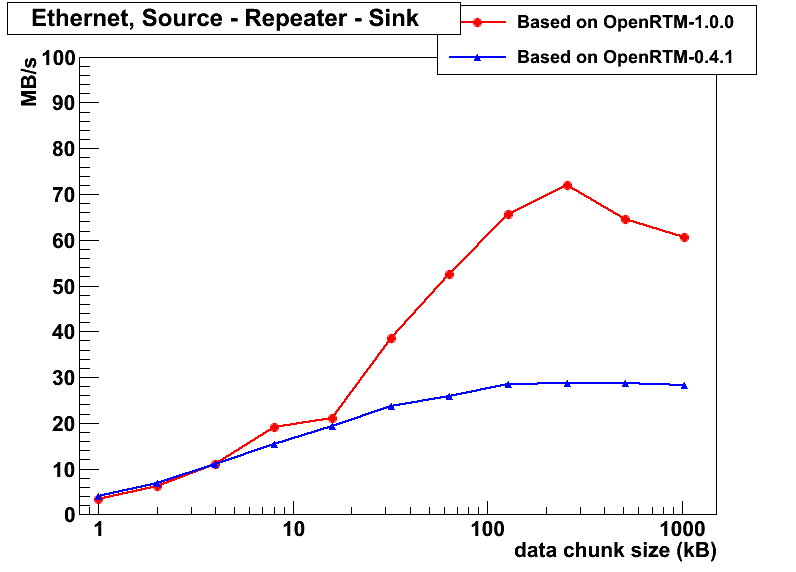 Ethernet, Source - Repeater - Sink
Based on OpenRTM-1.0.0
Based on OpenRTM-0.4.1
MB/s
100
90
80
70
60
50
40
30
20
10
0
1 10 100 1000
data chunk size (kB)